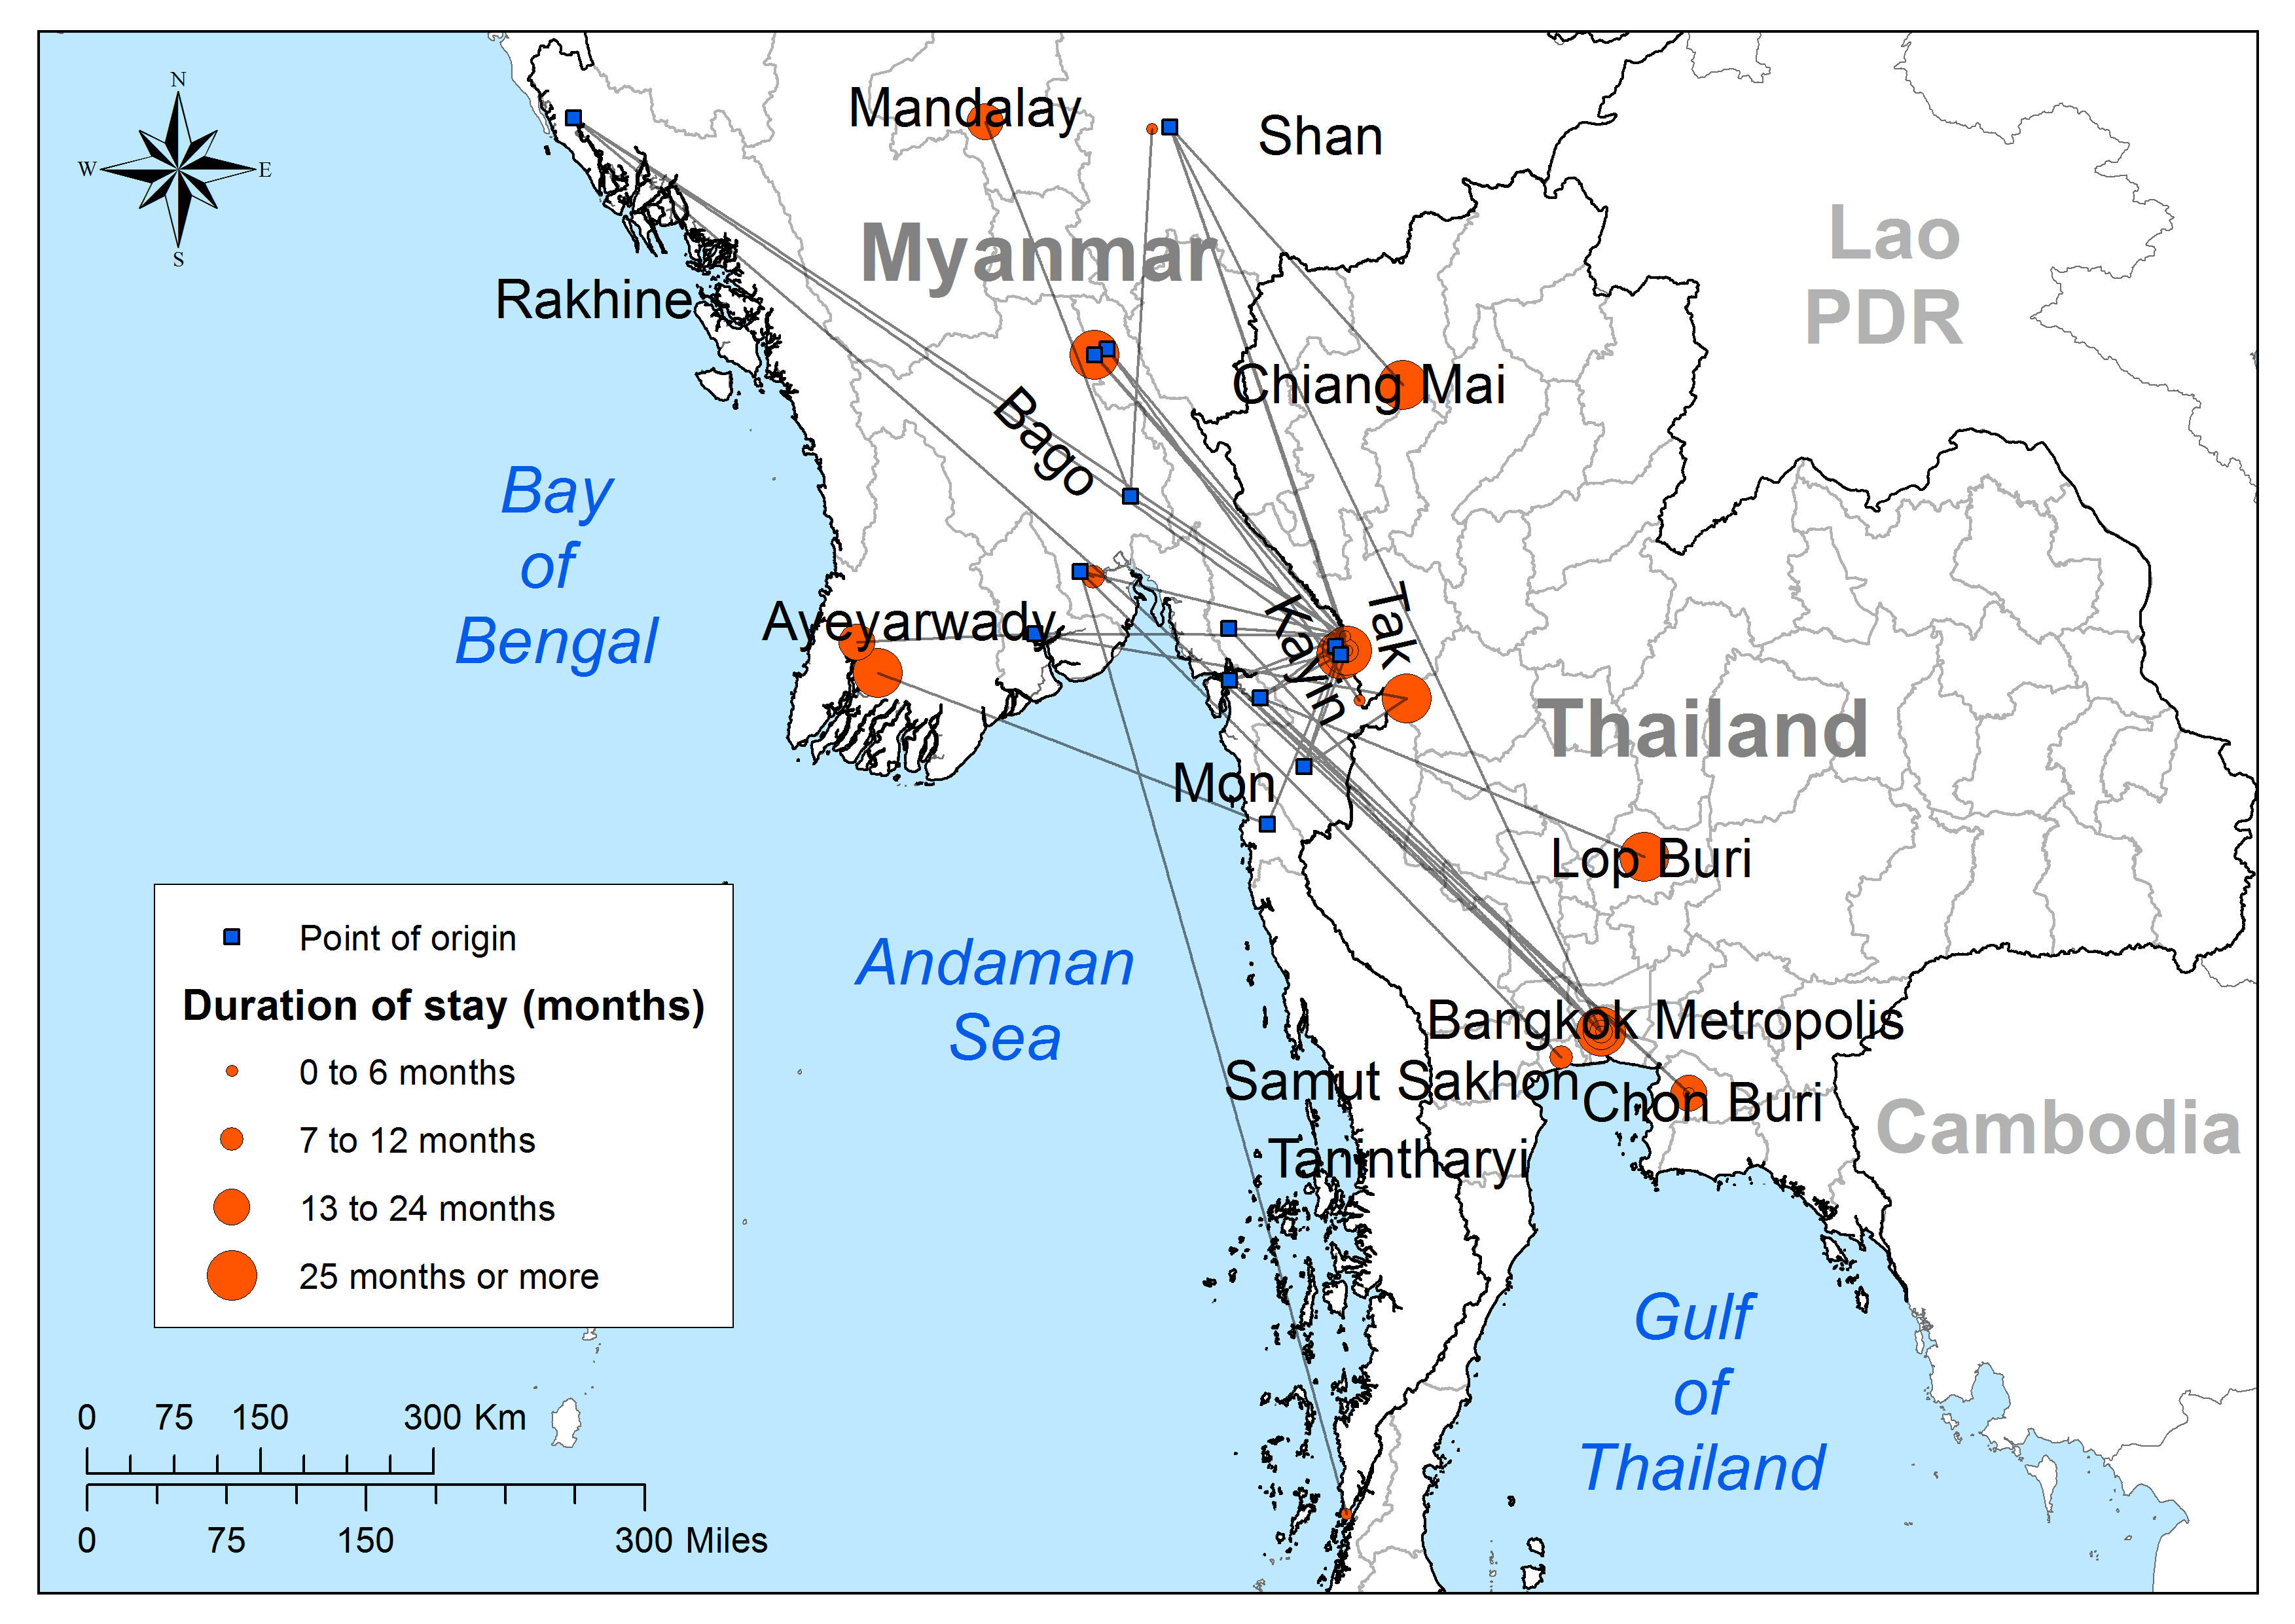 N
W
E
S
Mandalay
Shan
Myanmar
Lao
PDR
Rakhine
Chiang Mai
Bago
Bay
of
Bengal
Ayeyarwady
Kayin
Tak
Thailand
Mon
Lop Buri
Andaman
Sea
Bangkok Metropolis
Samut Sakhon
Chon Buri
Cambodia
Tanintharyi
Gulf
of
Thailand
Point of origin
Duration of stay (months)
0 to 6 months
7 to 12 months
13 to 24 months
25 months or more
0 75 150 300 Km
0 75 150 300 Miles